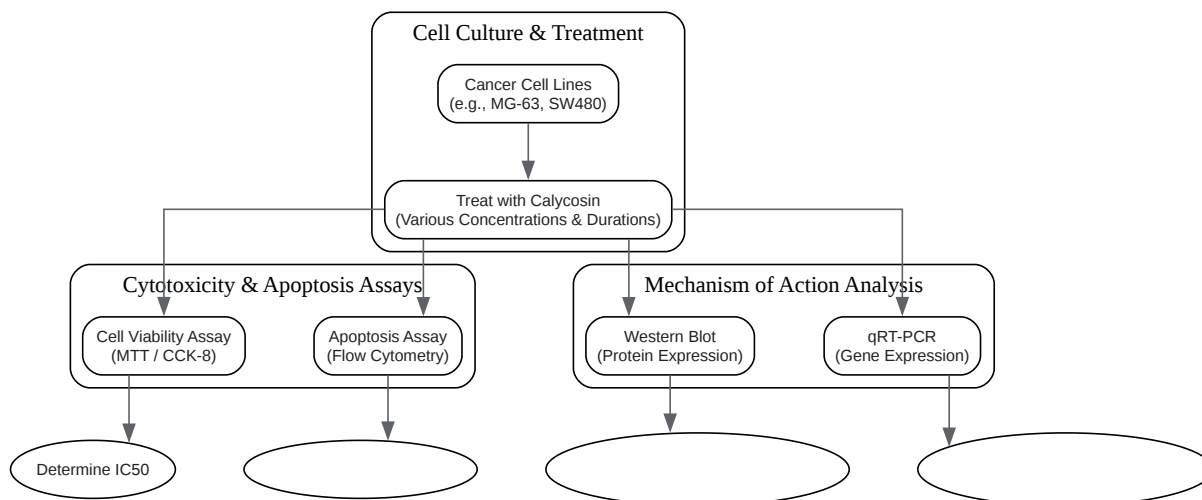 Cell Culture & Treatment
Cancer Cell Lines
(e.g., MG-63, SW480)
Treat with Calycosin
(Various Concentrations & Durations)
Cytotoxicity & Apoptosis Assays
Mechanism of Action Analysis
Cell Viability Assay
(MTT / CCK-8)
Apoptosis Assay
(Flow Cytometry)
Western Blot
(Protein Expression)
qRT-PCR
(Gene Expression)
Determine IC50